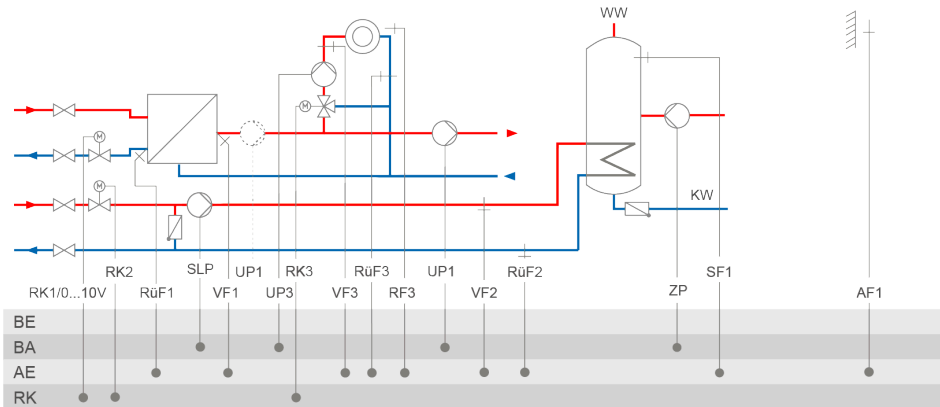 WW
M
M
M
KW
RK2
SLP
UP1
RK3
RüF3
RüF2
SF1
RK1/0...10V
RüF1
VF1
UP3
VF3
RF3
UP1
VF2
ZP
AF1
BE
BA
AE
RK